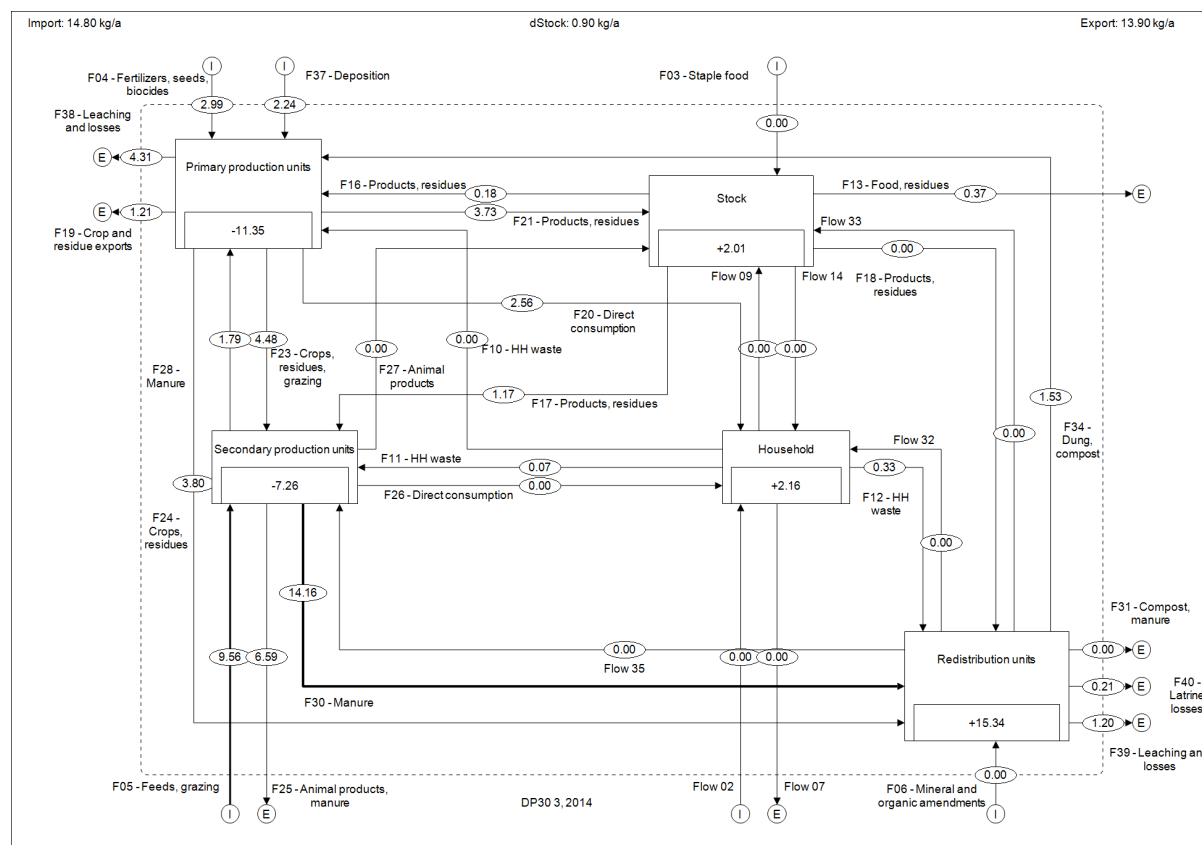 Import: 14.80 kg/a
dStock: 0.90 kg/a
Export: 13.90 kg/a
I
I
I
F04 - Fertilizers, seeds,
biocides
F37 - Deposition
F03 - Staple food
2.99
2.24
0.00
F38 - Leaching
and losses
E
4.31
Primary production units
-11.35
E
1.21
F19 - Crop and
residue exports
F16 - Products, residues
0.18
3.73
F21 - Products, residues
Stock
+2.01
F13 - Food, residues
0.37
E
Flow 33
0.00
F18 - Products,
residues
Flow 09
Flow 14
2.56
F20 - Direct
consumption
1.79
4.48
0.00
0.00
F10 - HH waste
0.00
0.00
F28 -
Manure
F23 - Crops,
residues,
grazing
F27 - Animal
products
1.17
F17 - Products, residues
1.53
F34 -
Dung,
compost
0.00
Secondary production units
-7.26
F11 - HH waste
0.07
F26 - Direct consumption
0.00
Household
+2.16
Flow 32
0.33
F12 - HH
waste
3.80
F24 -
Crops,
residues
0.00
14.16
9.56
6.59
0.00
Flow 35
0.00
0.00
F30 - Manure
Redistribution units
+15.34
F31 - Compost,
manure
0.00
E
0.21
E
F40 -
Latrine
losses
1.20
E
F39 - Leaching an
losses
0.00
F05 - Feeds, grazing
F25 - Animal products,
manure
Flow 02
Flow 07
F06 - Mineral and
organic amendments
DP30 3, 2014
I
E
I
E
I